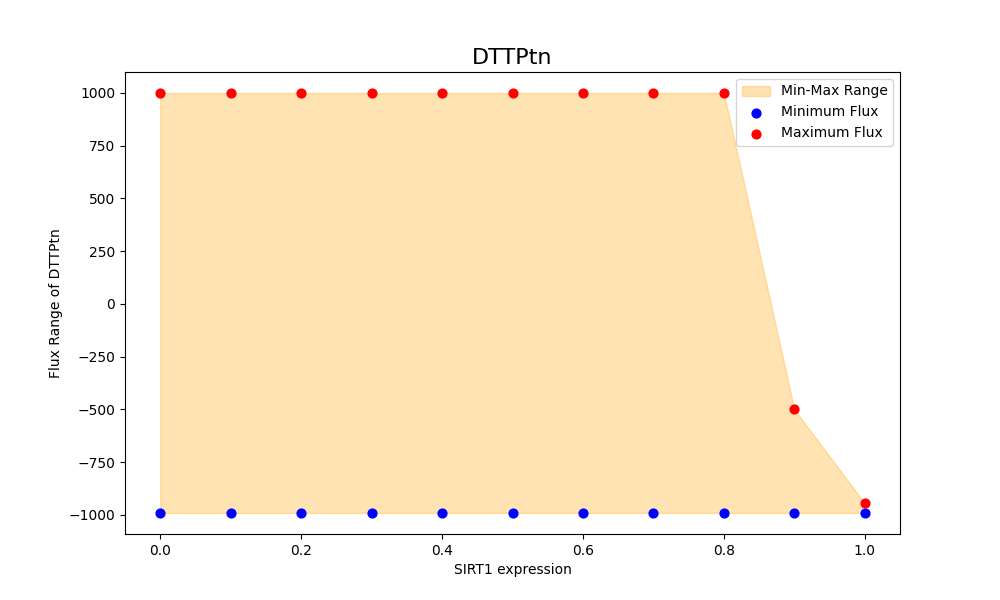 DTTPtn
1000
750
500
250
0
−250
−500
−750
−1000
Flux Range of DTTPtn
0.0
0.2
0.4
0.6
0.8
1.0
SIRT1 expression
Min-Max Range
Minimum Flux
Maximum Flux